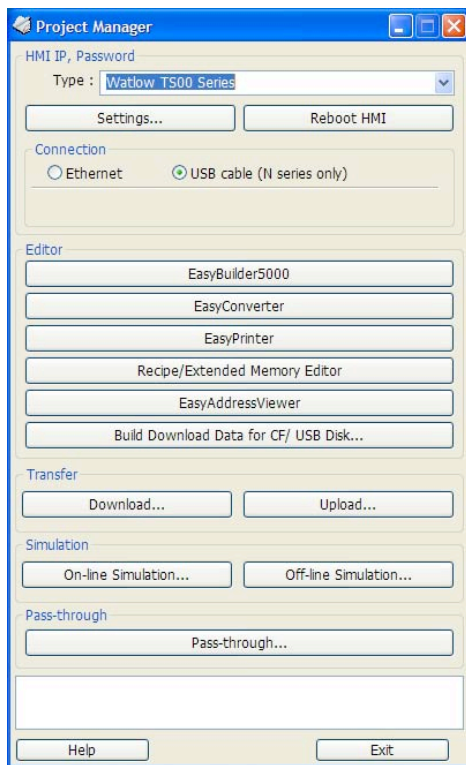 Project Manager
HMI IP, Password
Type : Watlow TS00 Series
Settings... Reboot HMI
Connection
Ethernet USB cable (N series only)
Editor
EasyBuilder5000
EasyConverter
EasyPrinter
Recipe/Extended Memory Editor
EasyAddressViewer
Build Download Data for CF/ USB Disk...
Transfer
Download... Upload...
Simulation
On-line Simulation... Off-line Simulation...
Pass-through
Pass-through...
Help Exit